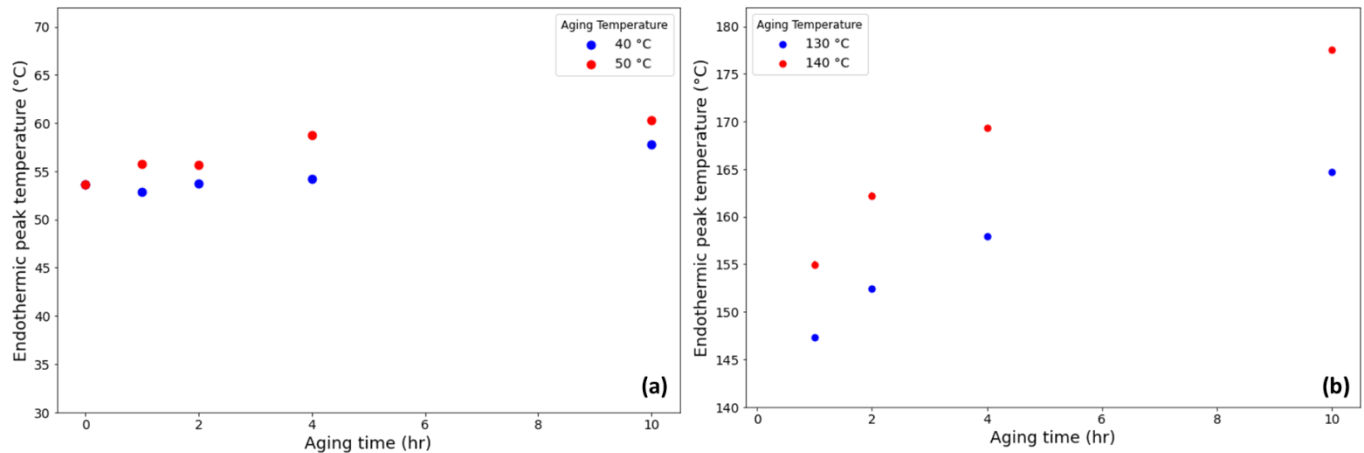 Endothermic peak temperature (°C)
70
65
60
55
50
45
40
35
30
0
2
4
6
8
10
Aging time (hr)
Aging Temperature
40 °C
50 °C
(a)
Endothermic peak temperature (°C)
180
175
170
165
160
155
150
145
140
0
2
4
6
8
10
Aging time (hr)
Aging Temperature
130 °C
140 °C
(b)